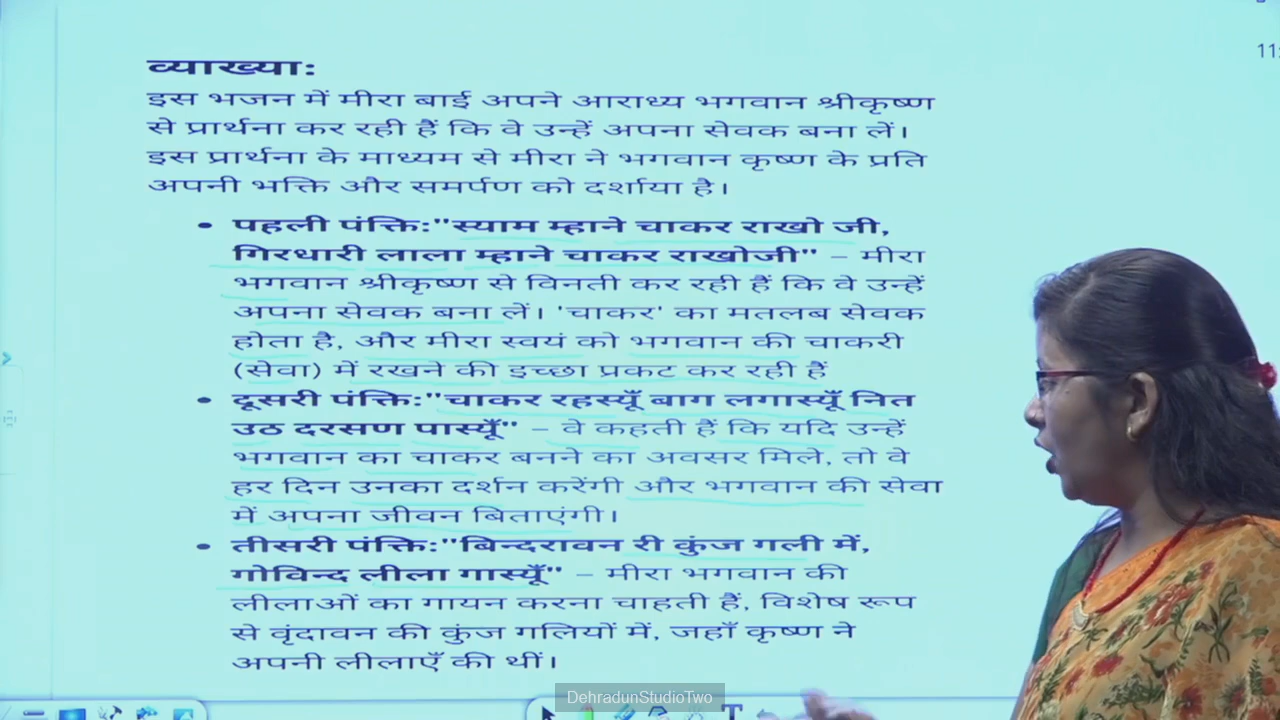 11:
व्याख्या:
इस भजन में मीरा बाई अपने आराध्य भगवान श्रीकृष्ण
से प्रार्थना कर रही हैं कि वे उन्हें अपना सेवक बना लें।
इस प्रार्थना के माध्यम से मीरा ने भगवान कृष्ण के प्रति
अपनी भक्ति और समर्पण को दर्शाया है।
• पहली पंक्ति:"स्याम म्हाने चाकर राखो जी,
गिरधारी लाला म्हाने चाकर राखोजी" – मीरा
भगवान श्रीकृष्ण से विनती कर रही हैं कि वे उन्हें
अपना सेवक बना लें। 'चाकर' का मतलब सेवक
होता है, और मीरा स्वयं को भगवान की चाकरी
(सेवा) में रखने की इच्छा प्रकट कर रही हैं
• दूसरी पंक्ति:"चाकर रहस्यूँ बाग लगास्यूँ नित
उठ दरसण पास्यूँ" – वे कहती हैं कि यदि उन्हें
भगवान का चाकर बनने का अवसर मिले, तो वे
हर दिन उनका दर्शन करेंगी और भगवान की सेवा
में अपना जीवन बिताएंगी।
• तीसरी पंक्ति:"बिन्दरावन री कुंज गली में,
गोविन्द लीला गास्यूँ" – मीरा भगवान की
लीलाओं का गायन करना चाहती हैं, विशेष रूप
से वृंदावन की कुंज गलियों में, जहाँ कृष्ण ने
अपनी लीलाएँ की थीं।
DehradunStudioTwo